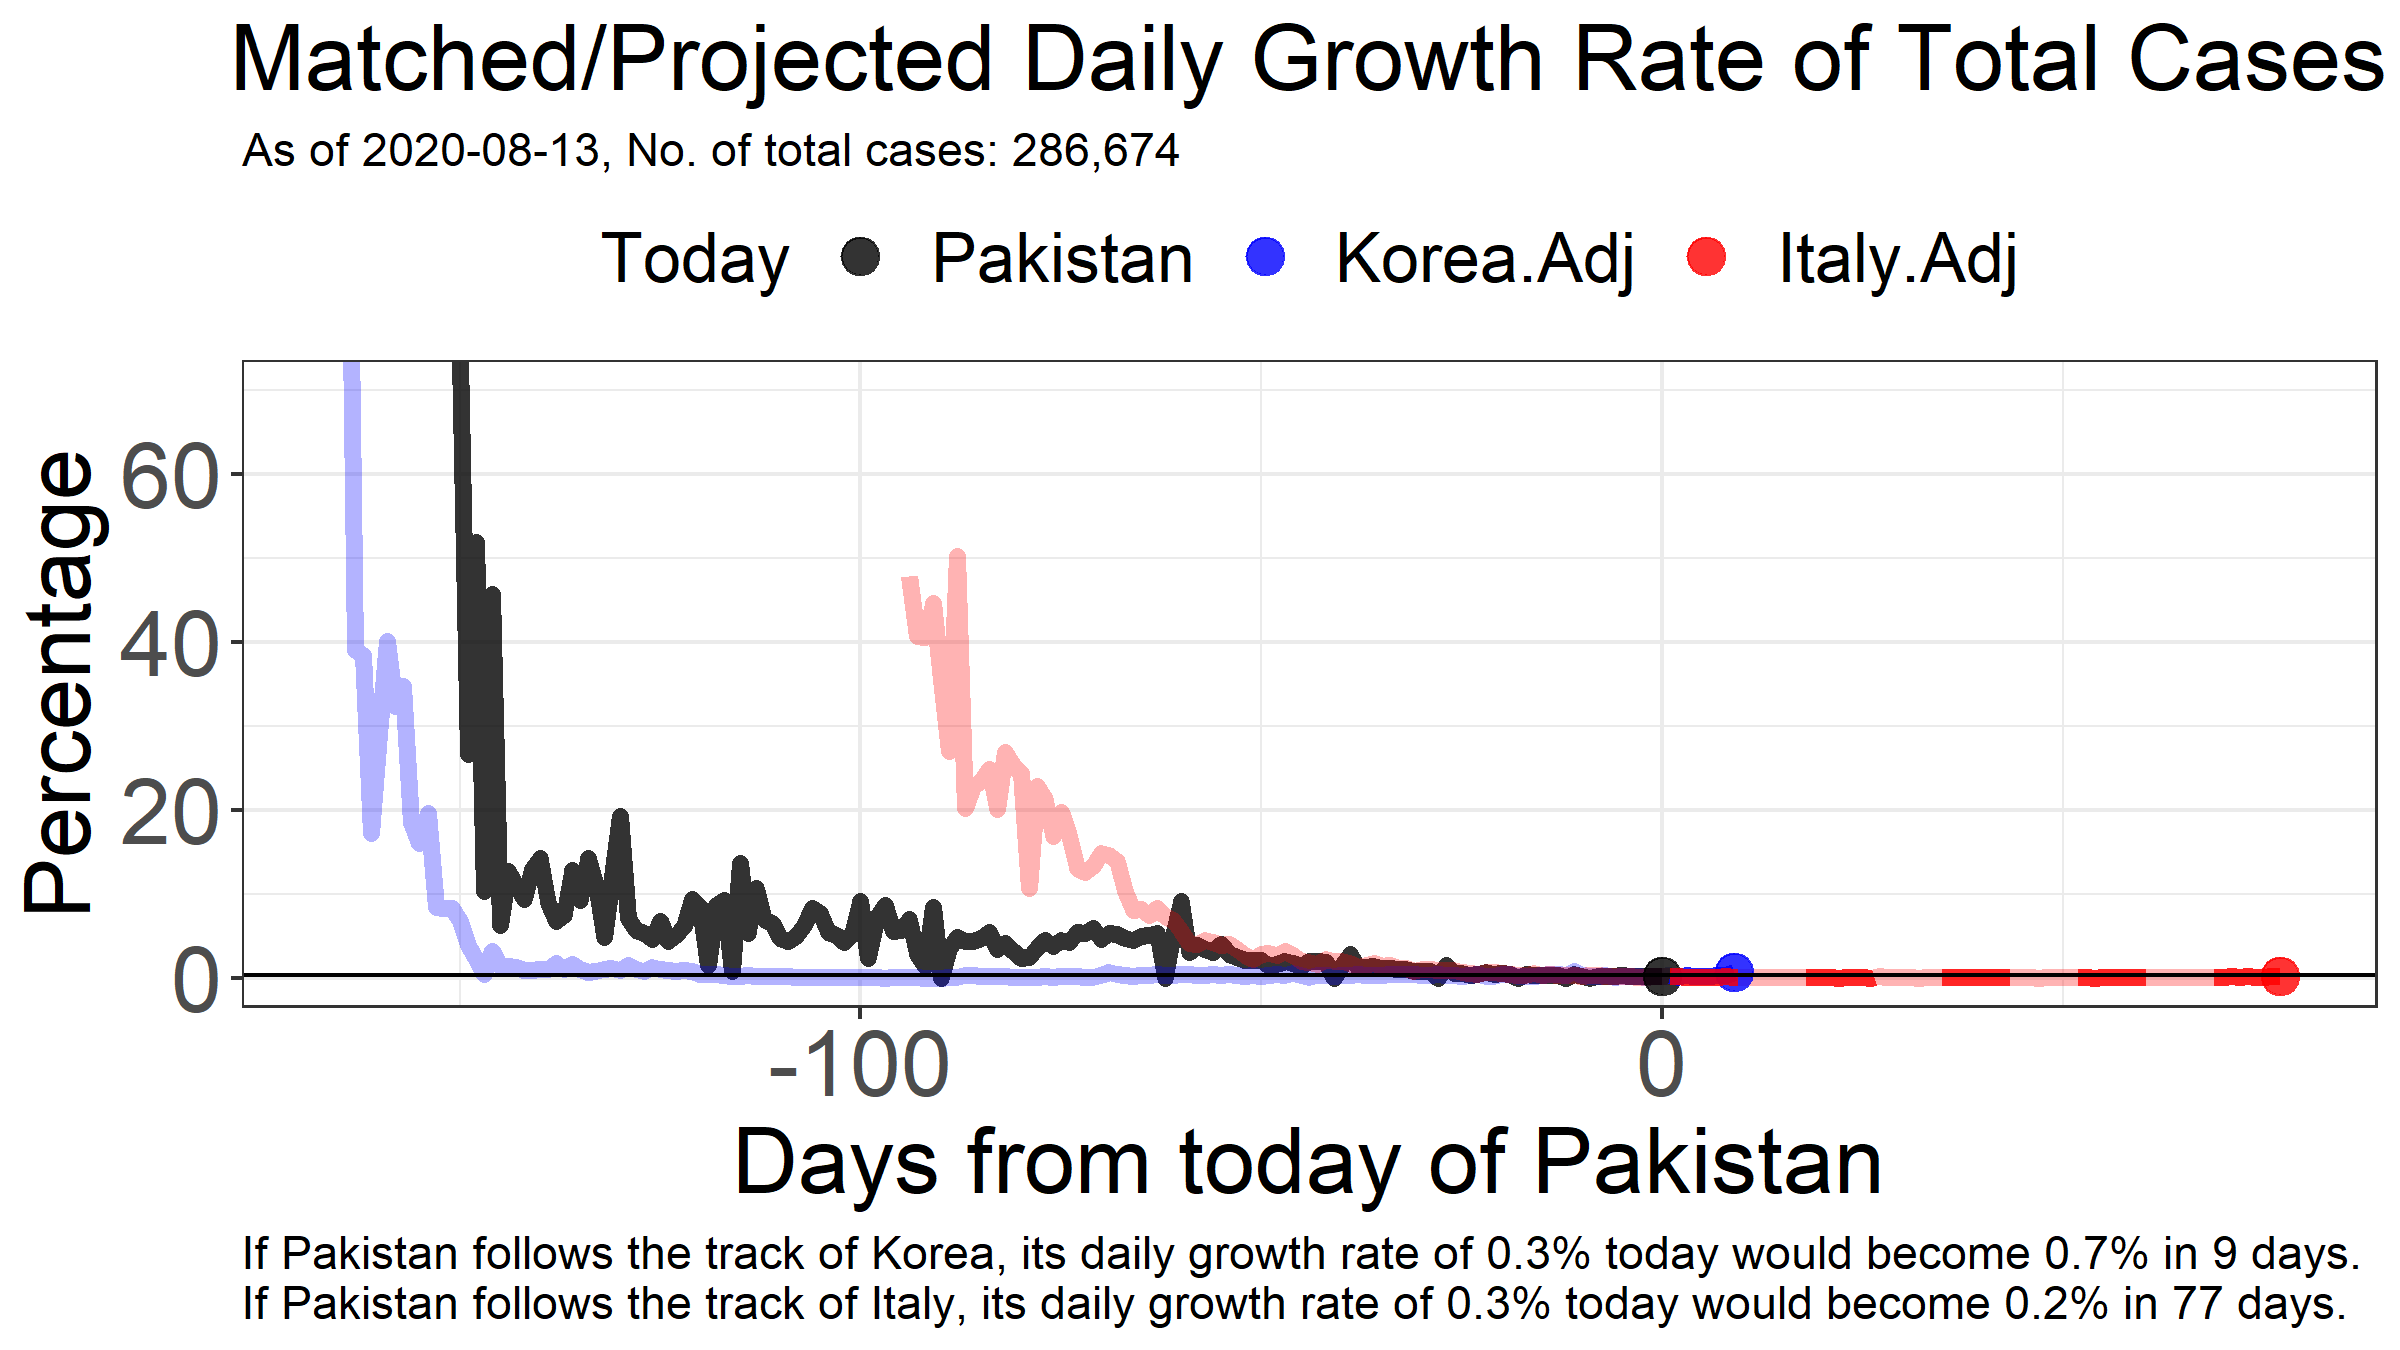 Matched/Projected Daily Growth Rate of Total Cases
As of 2020-08-13, No. of total cases: 286,674
Today Pakistan Korea.Adj Italy.Adj
Percentage
60
40
20
0
-100 0
Days from today of Pakistan
If Pakistan follows the track of Korea, its daily growth rate of 0.3% today would become 0.7% in 9 days.
If Pakistan follows the track of Italy, its daily growth rate of 0.3% today would become 0.2% in 77 days.